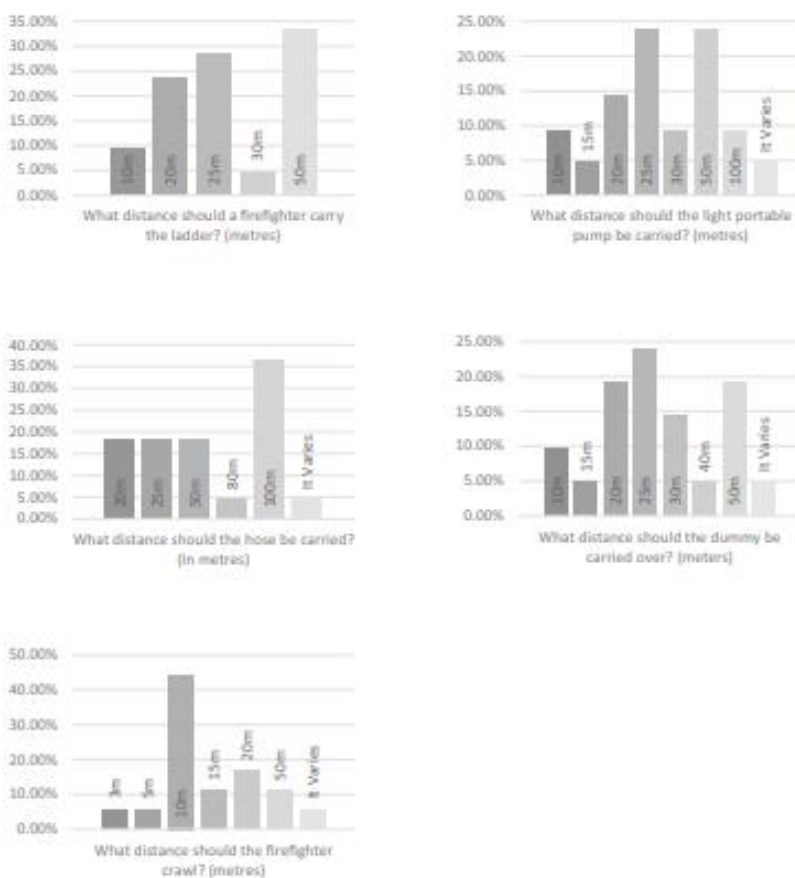 35.00%
30.00%
25.00%
20.00%
15.00%
10.00%
5.00%
0.00%
10m
20m
25m
30m
50m
What distance should a firefighter carry
the ladder? (metres)
25.00%
20.00%
15.00%
10.00%
5.00%
0.00%
10m
15m
20m
25m
30m
50m
100m
It Varies
What distance should the light portable
pump be carried? (metres)
40.00%
35.00%
30.00%
25.00%
20.00%
15.00%
10.00%
5.00%
0.00%
20m
25m
50m
80m
100m
It Varies
What distance should the hose be carried?
(In metres)
25.00%
20.00%
15.00%
10.00%
5.00%
0.00%
10m
15m
20m
25m
30m
40m
50m
It Varies
What distance should the dummy be
carried over? (meters)
50.00%
40.00%
30.00%
20.00%
10.00%
0.00%
3m
5m
10m
15m
20m
50m
It Varies
What distance should the firefighter
crawl? (metres)